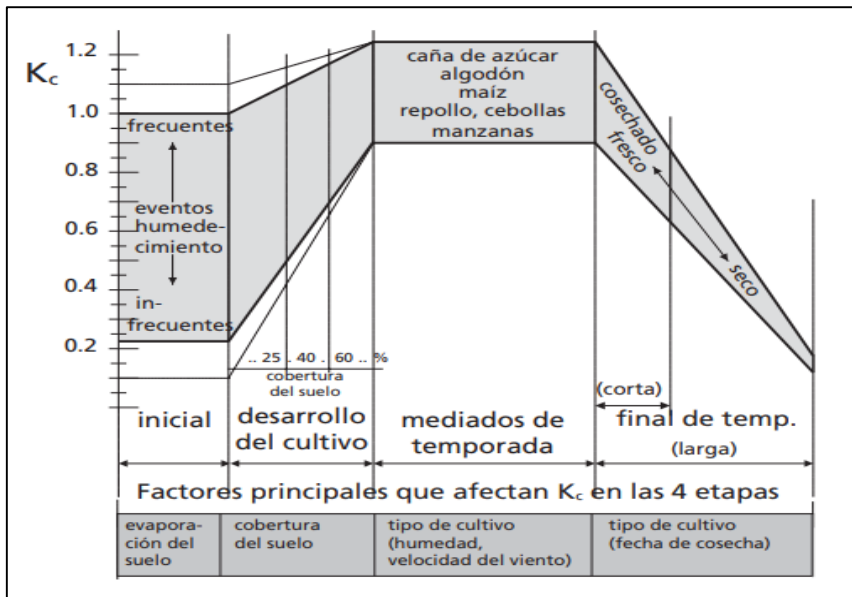 K_c
1.2
1.0
0.8
0.6
0.4
0.2
frecuentes
eventos
humede-
cimiento
in-
frecuentes
caña de azúcar
algodón
maíz
repollo, cebollas
manzanas
cosechado
fresco
seco
.. 25 . 40 . 60 .. %
cobertura
del suelo
(corta)
inicial
desarrollo
del cultivo
mediados de
temporada
final de temp.
(larga)
Factores principales que afectan K_c en las 4 etapas
evapora-
ción del
suelo
cobertura
del suelo
tipo de cultivo
(humedad,
velocidad del viento)
tipo de cultivo
(fecha de cosecha)